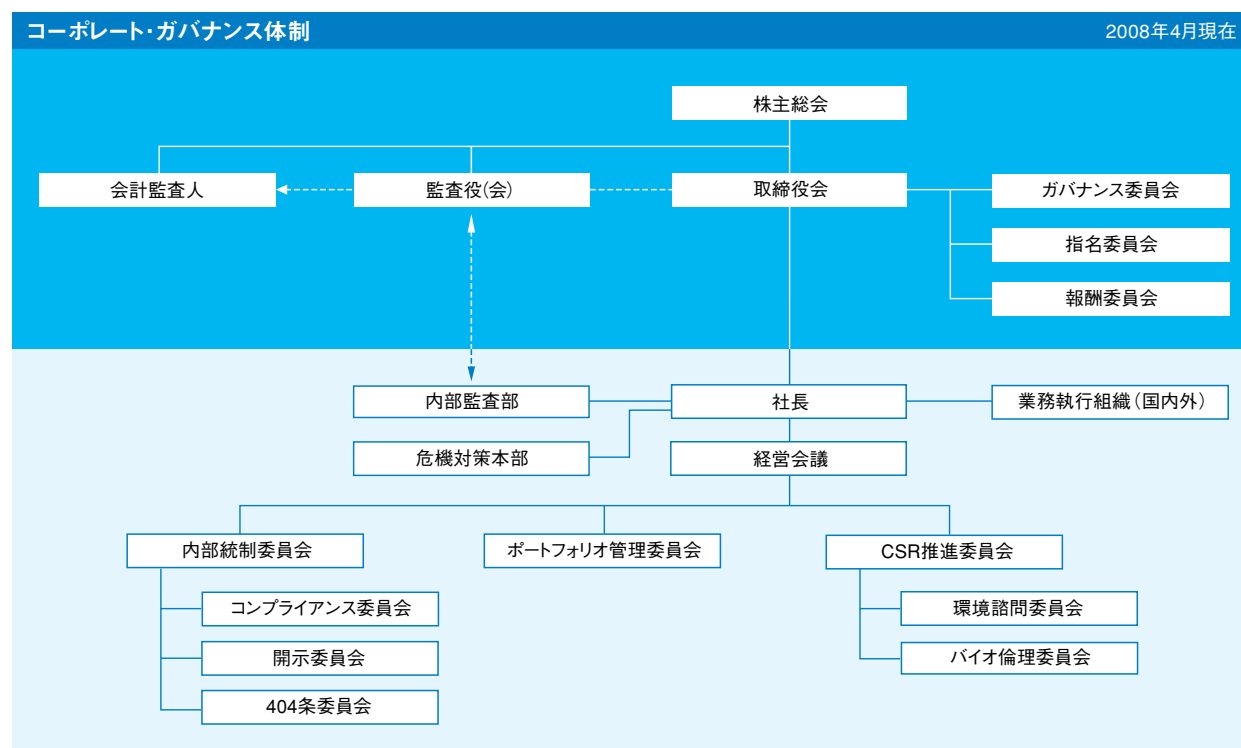 コーポレート・ガバナンス体制
2008年4月現在
株主総会
会計監査人
監査役(会)
取締役会
ガバナンス委員会
指名委員会
報酬委員会
内部監査部
社長
業務執行組織（国内外）
危機対策本部
経営会議
内部統制委員会
ポートフォリオ管理委員会
CSR推進委員会
コンプライアンス委員会
環境諮問委員会
開示委員会
バイオ倫理委員会
404条委員会